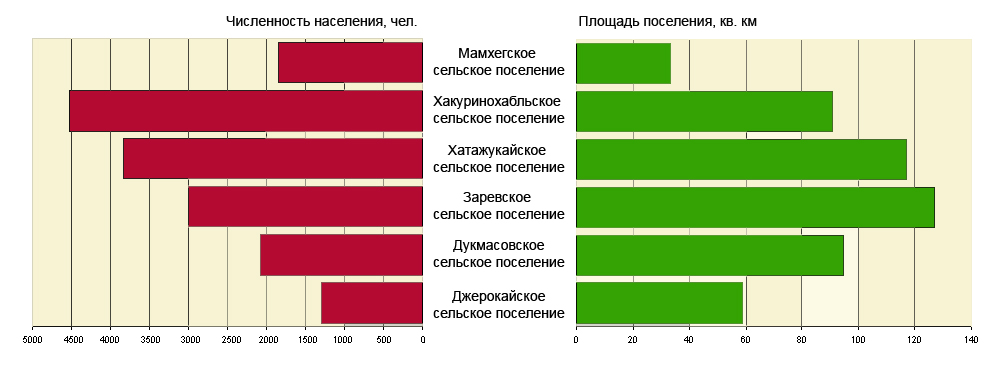 Численность населения, чел.
Площадь поселения, кв. км
Мамхегское
сельское поселение
Хакуринохабльское
сельское поселение
Хатажукайское
сельское поселение
Заревское
сельское поселение
Дукмасовское
сельское поселение
Джерокайское
сельское поселение
5000 4500 4000 3500 3000 2500 2000 1500 1000 500 0
0 20 40 60 80 100 120 140